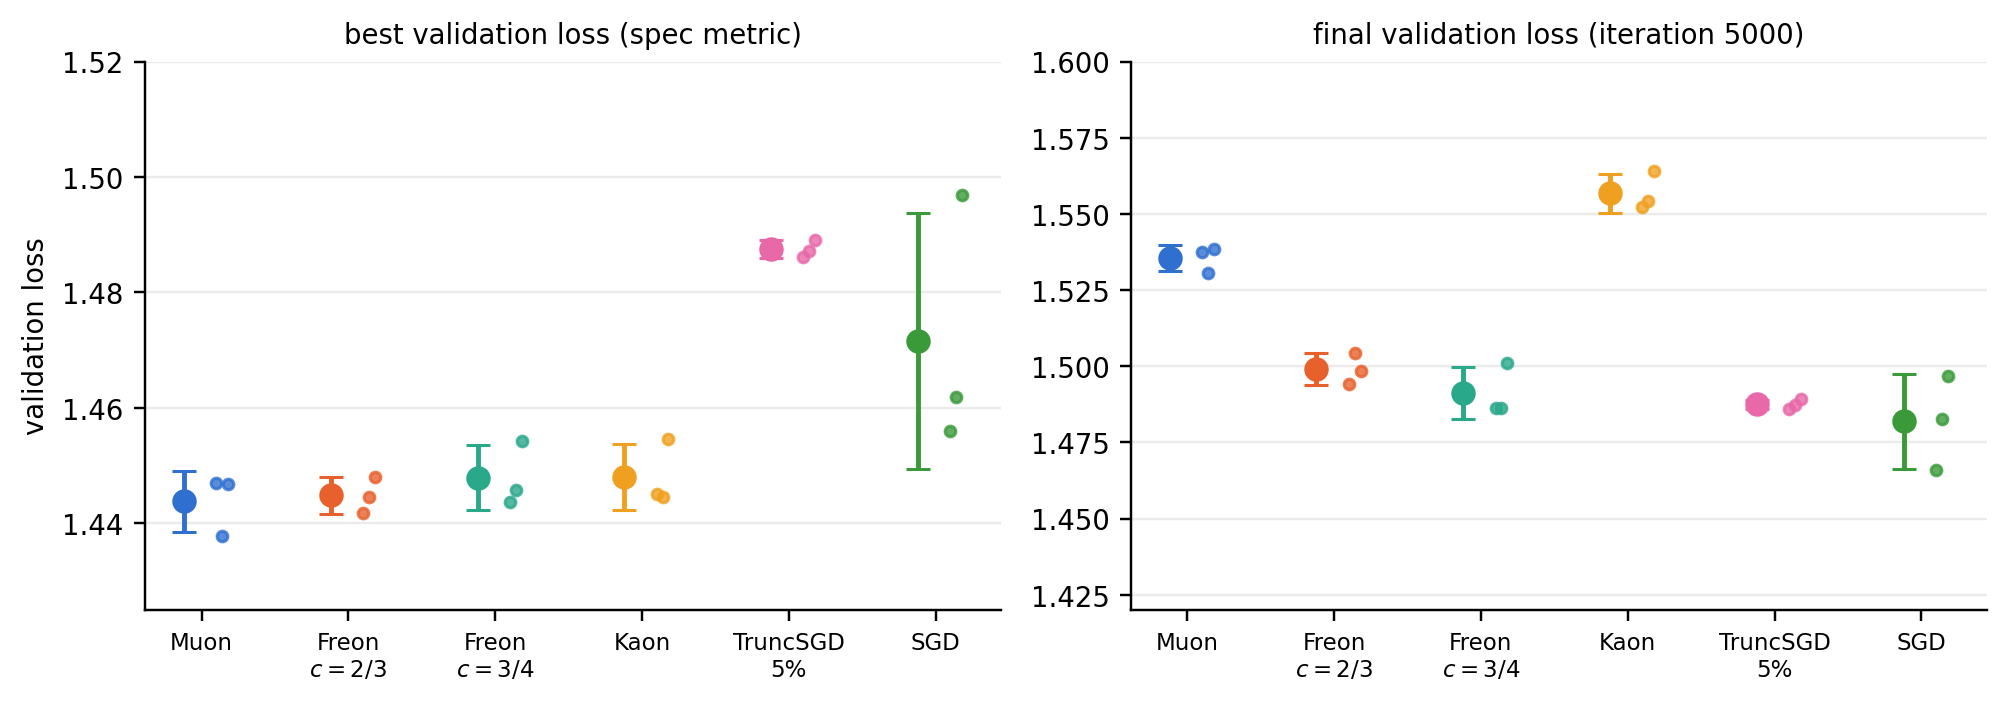 best validation loss (spec metric)
validation loss
1.52
1.50
1.48
1.46
1.44
Muon
Freon
c = 2/3
Freon
c = 3/4
Kaon
TruncSGD
5%
SGD
final validation loss (iteration 5000)
1.600
1.575
1.550
1.525
1.500
1.475
1.450
1.425
Muon
Freon
c = 2/3
Freon
c = 3/4
Kaon
TruncSGD
5%
SGD